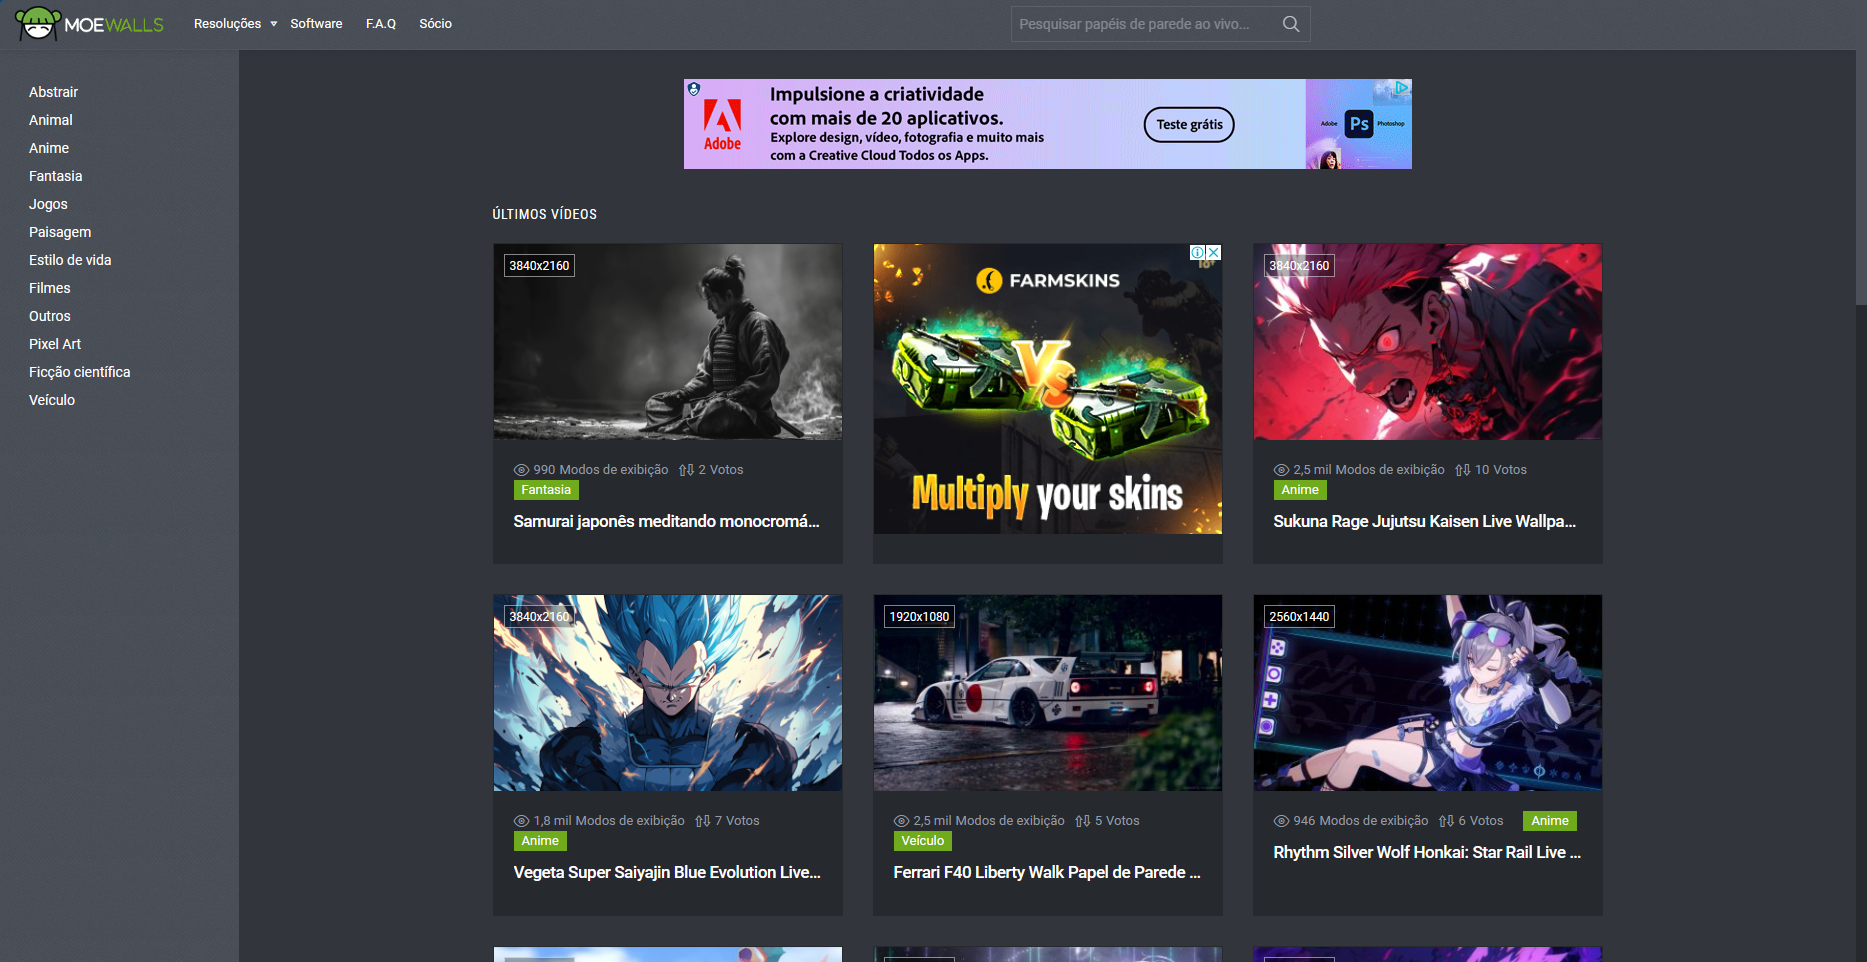 MOEWALLS
Resoluções
Software
F.A.Q
Sócio
Pesquisar papéis de parede ao vivo...
Abstrair
Animal
Anime
Fantasia
Jogos
Paisagem
Estilo de vida
Filmes
Outros
Pixel Art
Ficção científica
Veículo
Adobe
Impulsione a criatividade
com mais de 20 aplicativos.
Explore design, vídeo, fotografia e muito mais
com a Creative Cloud Todos os Apps.
Teste grátis
Adobe Ps Photoshop
ÚLTIMOS VÍDEOS
3840x2160
990 Modos de exibição 2 Votos
Fantasia
Samurai japonês meditando monocromá...
FARMSKINS
18+
VS
Multiply your skins
3840x2160
2,5 mil Modos de exibição 10 Votos
Anime
Sukuna Rage Jujutsu Kaisen Live Wallpa...
3840x2160
1,8 mil Modos de exibição 7 Votos
Anime
Vegeta Super Saiyajin Blue Evolution Live...
1920x1080
2,5 mil Modos de exibição 5 Votos
Veículo
Ferrari F40 Liberty Walk Papel de Parede ...
2560x1440
946 Modos de exibição 6 Votos Anime
Rhythm Silver Wolf Honkai: Star Rail Live ...